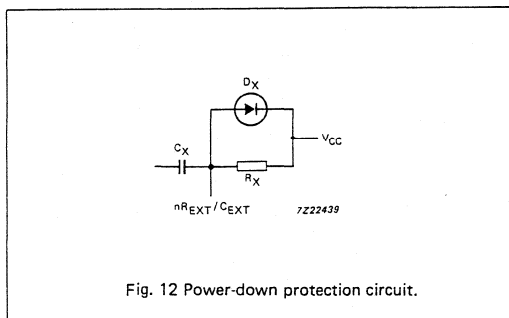 DX
VCC
CX
RX
nREXT/CEXT
7Z22439
Fig. 12 Power-down protection circuit.